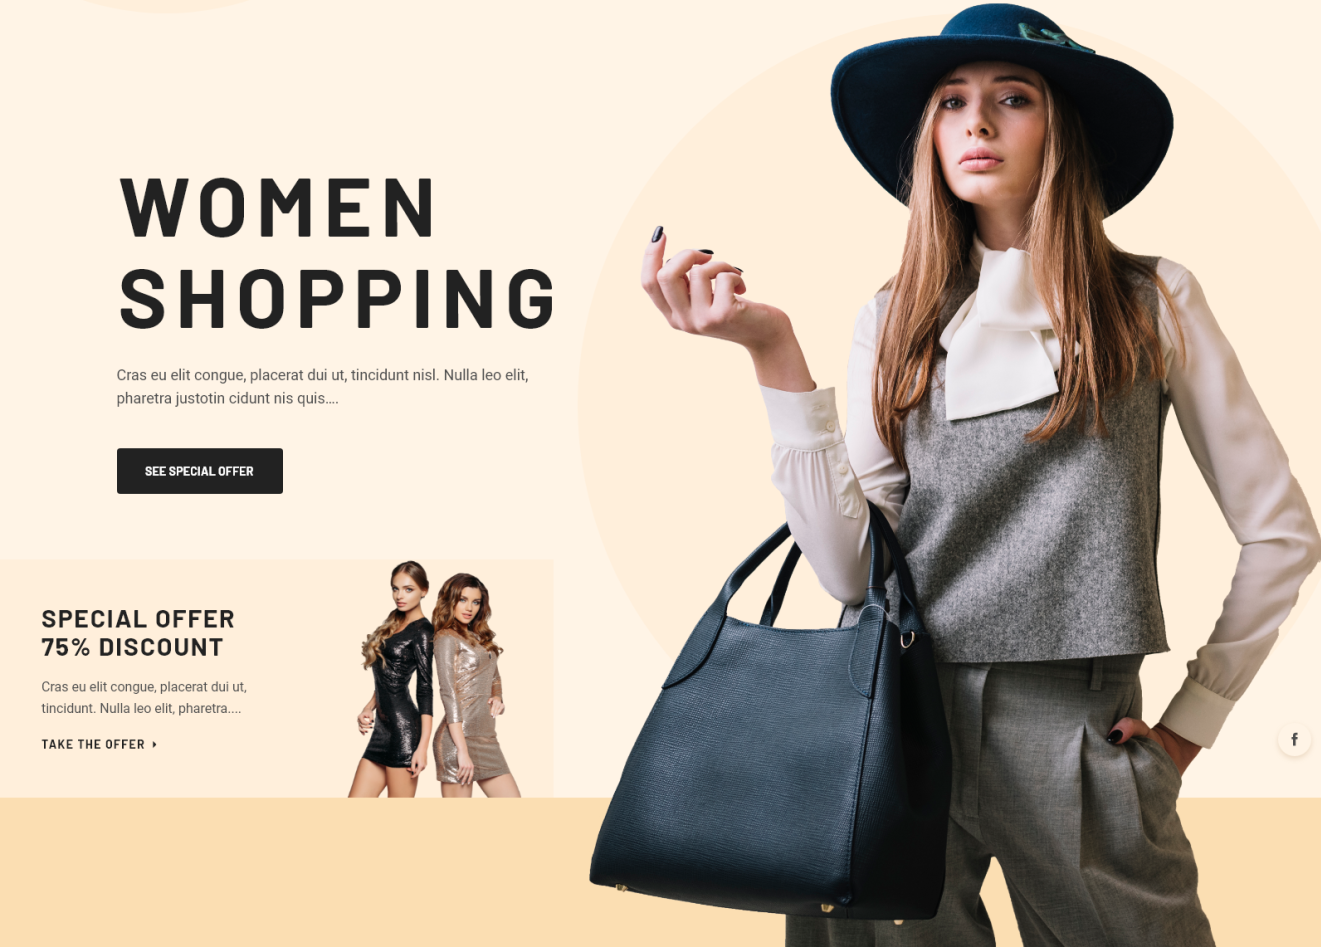 WOMEN
SHOPPING
Cras eu elit congue, placerat dui ut, tincidunt nisl. Nulla leo elit,
pharetra justotin cidunt nis quis....
SEE SPECIAL OFFER
SPECIAL OFFER
75% DISCOUNT
Cras eu elit congue, placerat dui ut,
tincidunt. Nulla leo elit, pharetra....
TAKE THE OFFER